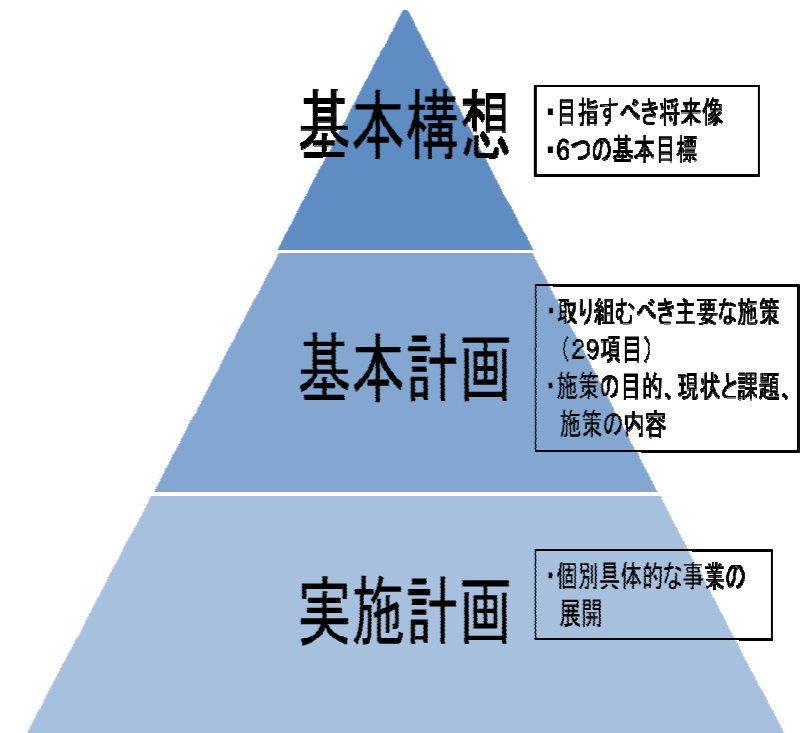 基本構想
・目指すべき将来像
・6つの基本目標
基本計画
・取り組むべき主要な施策
（29項目）
・施策の目的、現状と課題、
施策の内容
実施計画
・個別具体的な事業の
展開